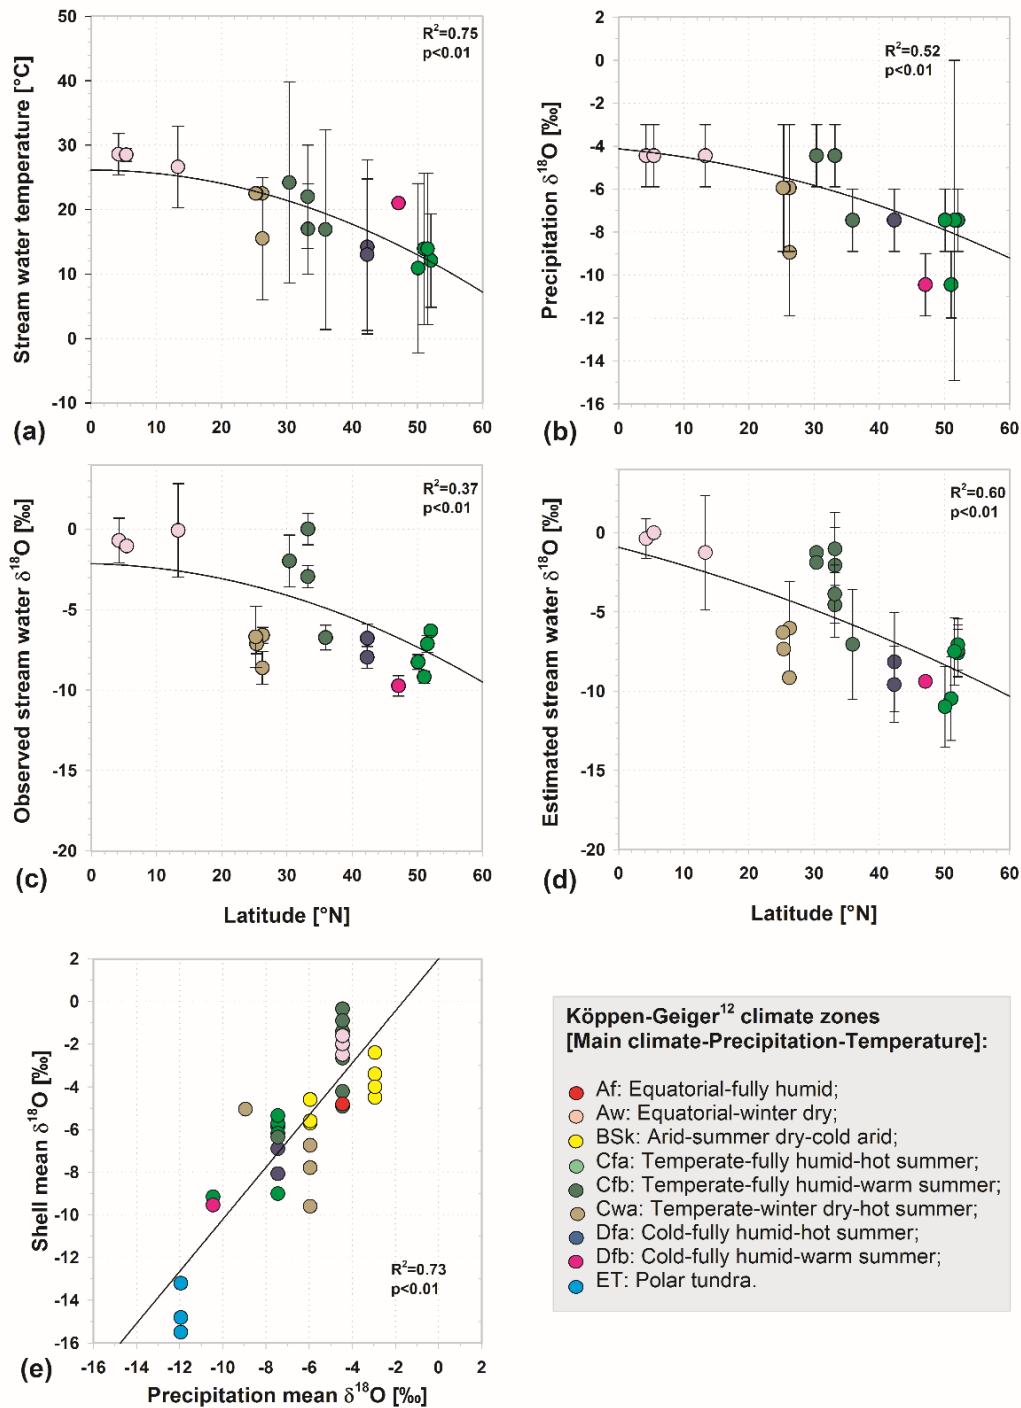 50
40
30
20
10
0
-10
Stream water temperature [°C]
R²=0.75
p<0.01
0 10 20 30 40 50 60
(a)
4
2
0
-2
-4
-6
-8
-10
-12
-14
-16
Precipitation δ¹⁸O [‰]
R²=0.52
p<0.01
0 10 20 30 40 50 60
(b)
0
-5
-10
-15
-20
Observed stream water δ¹⁸O [‰]
R²=0.37
p<0.01
0 10 20 30 40 50 60
(c)
Latitude [°N]
0
-5
-10
-15
-20
Estimated stream water δ¹⁸O [‰]
R²=0.60
p<0.01
0 10 20 30 40 50 60
(d)
Latitude [°N]
2
0
-2
-4
-6
-8
-10
-12
-14
-16
Shell mean δ¹⁸O [‰]
R²=0.73
p<0.01
-16 -14 -12 -10 -8 -6 -4 -2 0 2
(e)
Precipitation mean δ¹⁸O [‰]
Köppen-Geiger¹² climate zones
[Main climate-Precipitation-Temperature]:
Af: Equatorial-fully humid;
Aw: Equatorial-winter dry;
BSk: Arid-summer dry-cold arid;
Cfa: Temperate-fully humid-hot summer;
Cfb: Temperate-fully humid-warm summer;
Cwa: Temperate-winter dry-hot summer;
Dfa: Cold-fully humid-hot summer;
Dfb: Cold-fully humid-warm summer;
ET: Polar tundra.